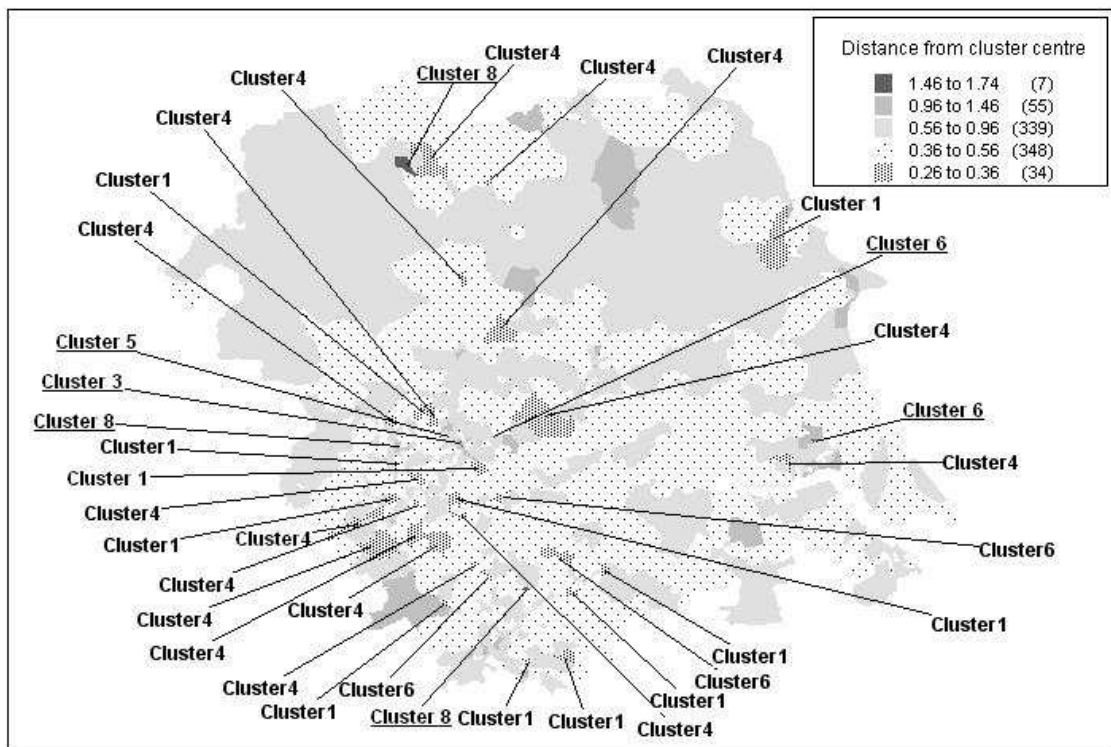 Distance from cluster centre
1.46 to 1.74 (7)
0.96 to 1.46 (55)
0.56 to 0.96 (339)
0.36 to 0.56 (348)
0.26 to 0.36 (34)
Cluster4
Cluster4
Cluster4
Cluster 8
Cluster4
Cluster4
Cluster1
Cluster 1
Cluster4
Cluster 6
Cluster4
Cluster 5
Cluster 3
Cluster 8
Cluster 6
Cluster1
Cluster4
Cluster 1
Cluster4
Cluster4
Cluster1
Cluster6
Cluster4
Cluster4
Cluster4
Cluster1
Cluster4
Cluster1
Cluster4
Cluster6
Cluster6
Cluster1
Cluster1
Cluster 8
Cluster1
Cluster1
Cluster4